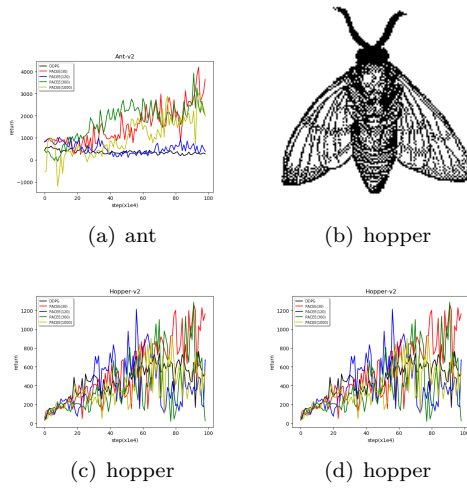 Ant-v2
DDPG
PACEE(30)
PACEE(120)
PACEE(300)
PACEE(1000)
4000
3000
2000
1000
0
−1000
return
0 20 40 60 80 100
step(x1e4)
(a) ant
(b) hopper
Hopper-v2
DDPG
PACEE(30)
PACEE(120)
PACEE(300)
PACEE(1000)
1200
1000
800
600
400
200
0
return
0 20 40 60 80 100
step(x1e4)
(c) hopper
Hopper-v2
DDPG
PACEE(30)
PACEE(120)
PACEE(300)
PACEE(1000)
1200
1000
800
600
400
200
0
return
0 20 40 60 80 100
step(x1e4)
(d) hopper